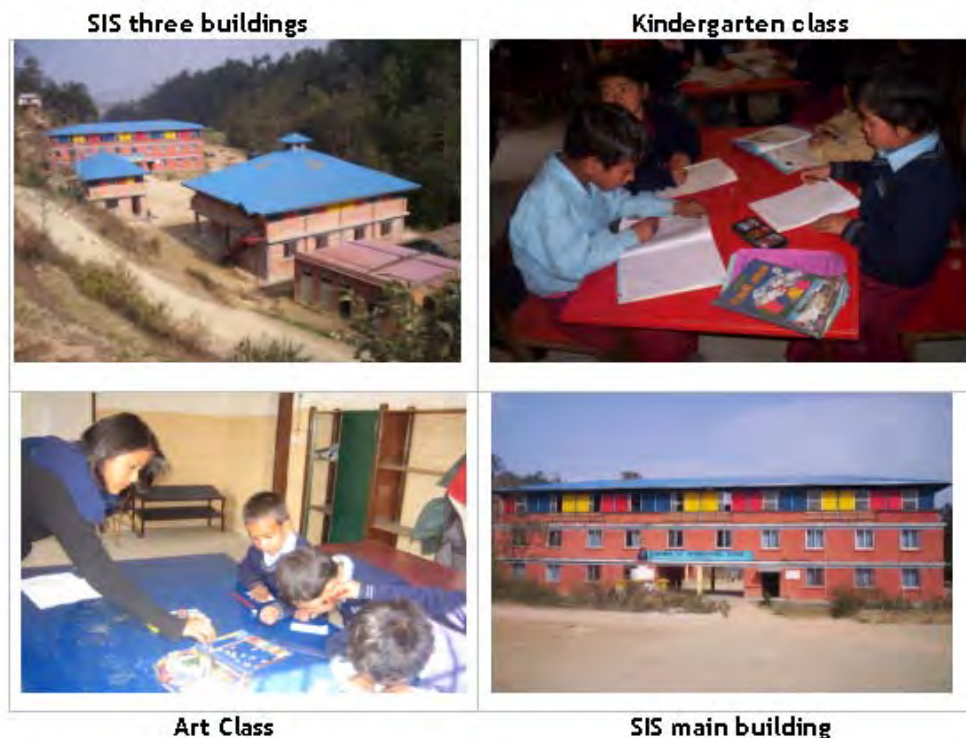 SIS three buildings
Kindergarten class
Art Class
SIS main building